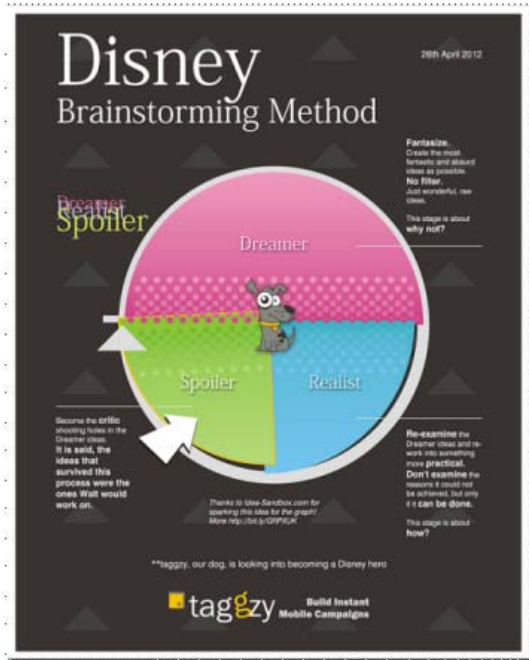 Disney
26th April 2012
Brainstorming Method
Fantasize.
Create the most
fantastic and absurd
ideas as possible.
No filter.
Just wonderful, raw
ideas.
This stage is about
why not?
Dreamer
Realist
Spoiler
Dreamer
Spoiler
Realist
Become the critic
shooting holes in the
Dreamer ideas.
It is said, the
ideas that
survived this
process were the
ones Walt would
work on.
Re-examine the
Dreamer ideas and re-
work into something
more practical.
Don't examine the
reasons it could not
be achieved, but only
if it can be done.
This stage is about
how?
Thanks to Idea-Sandbox.com for
sparking this idea for the graph!
More http://bit.ly/GRPXUK
**taggzy, our dog, is looking into becoming a Disney hero
taggzy
Build Instant
Mobile Campaigns